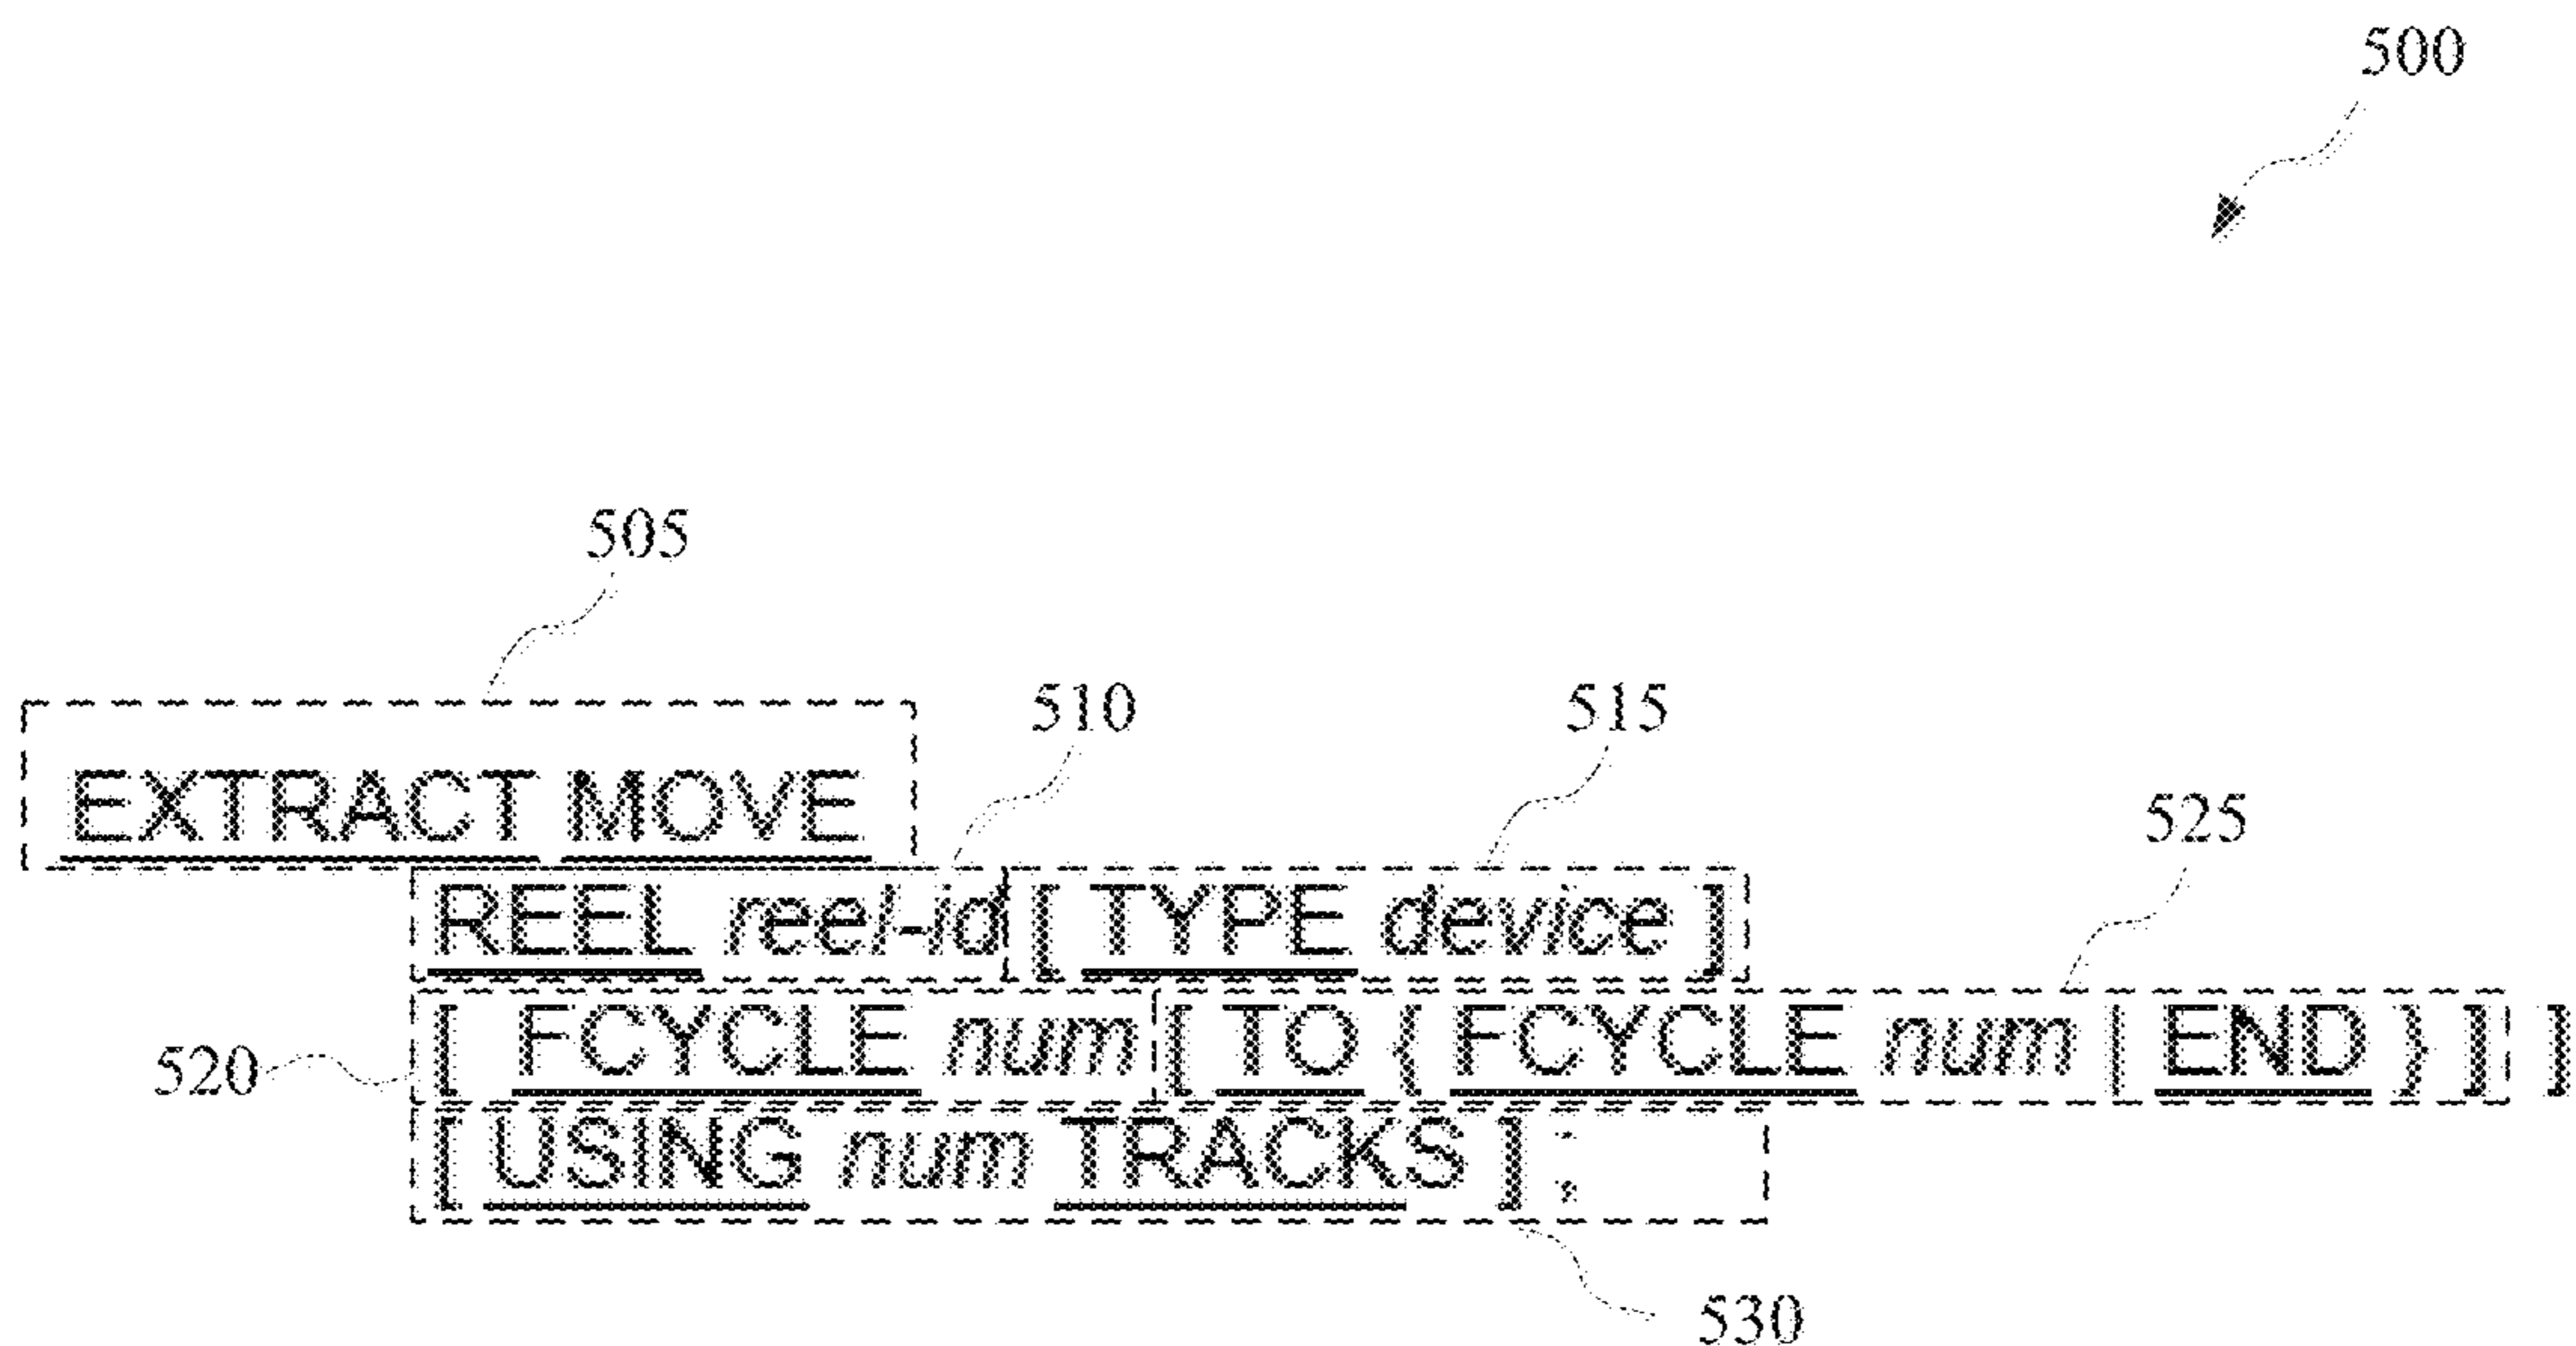 500
505
510 515
EXTRACT MOVE
525
REEL reel-id [ TYPE device ]
520 [ FCYCLE num [ TO { FCYCLE num | END } ] ]
[ USING num TRACKS ] ;
530